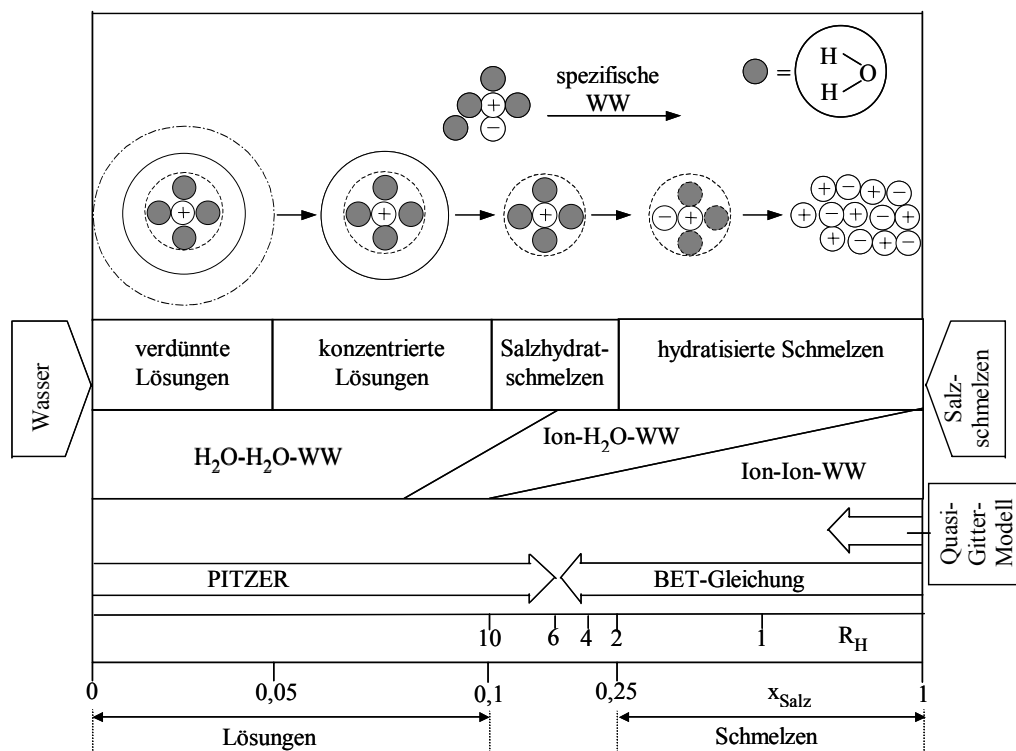 spezifische
WW
= H
H O
+
−
+
+
+
− +
+ − + −
+ − + − +
+ − + −
Wasser
verdünnte
Lösungen
konzentrierte
Lösungen
Salzhydrat-
schmelzen
hydratisierte Schmelzen
Salz-
schmelzen
H₂O-H₂O-WW
Ion-H₂O-WW
Ion-Ion-WW
Quasi-
Gitter-
Modell
PITZER
BET-Gleichung
10 6 4 2 1 R_H
0 0,05 0,1 0,25 x_Salz 1
Lösungen
Schmelzen